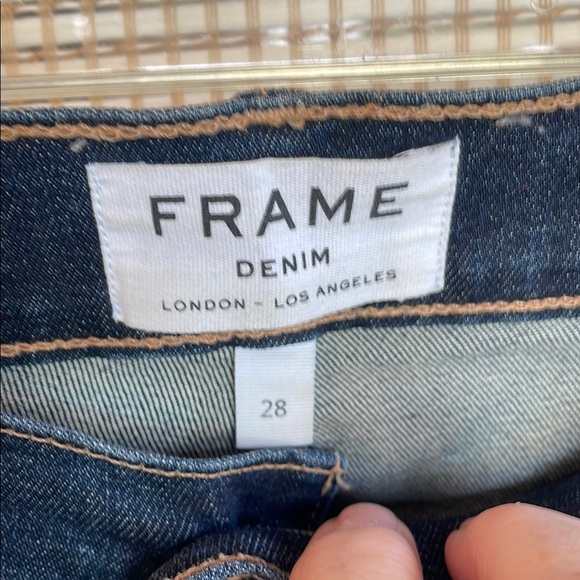 FRAME
DENIM
LONDON - LOS ANGELES
28